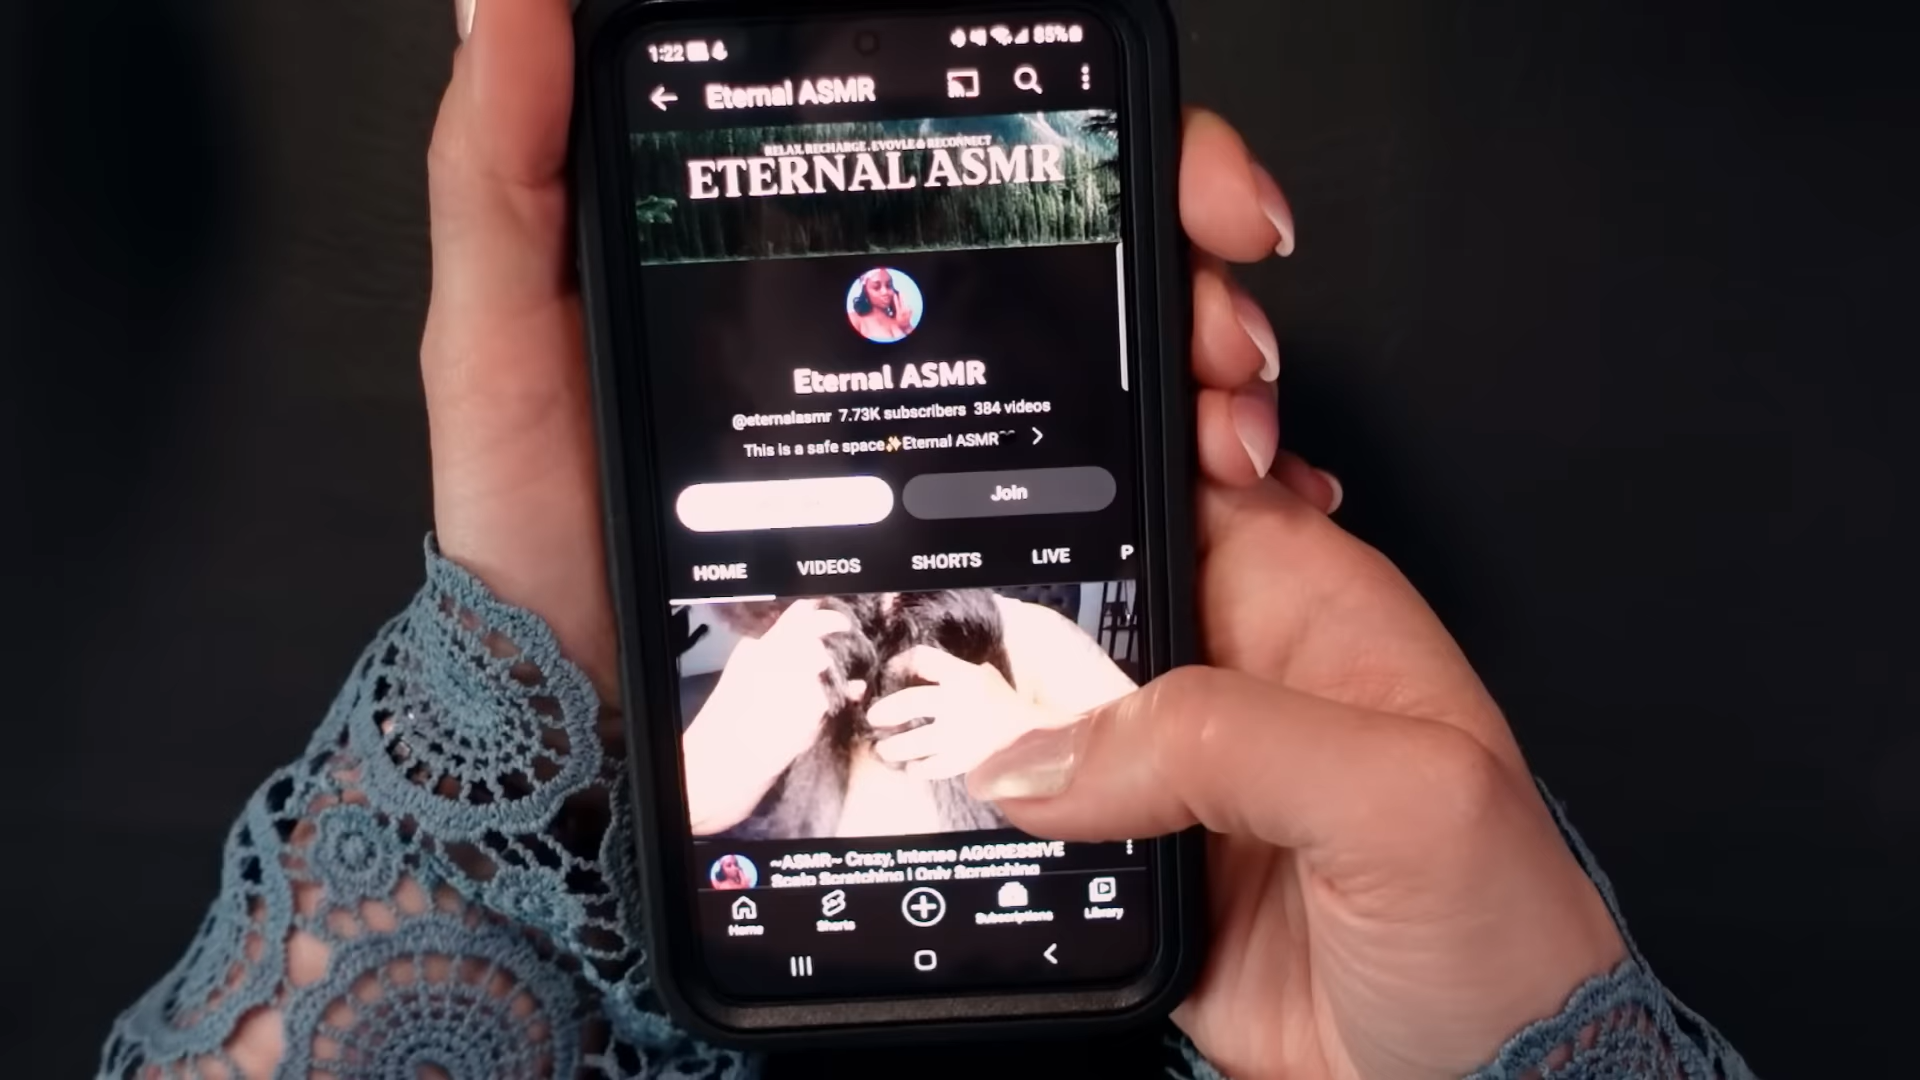 1:22
85%
Eternal ASMR
RELAX, RECHARGE, EVOVLE & RECONNECT
ETERNAL ASMR
Eternal ASMR
@eternalasmr 7.73K subscribers 384 videos
This is a safe space✨Eternal ASMR
Join
HOME VIDEOS SHORTS LIVE P
~ASMR~ Crazy, Intense AGGRESSIVE
Scalp Scratching | Only Scratching
Home Shorts Subscriptions Library